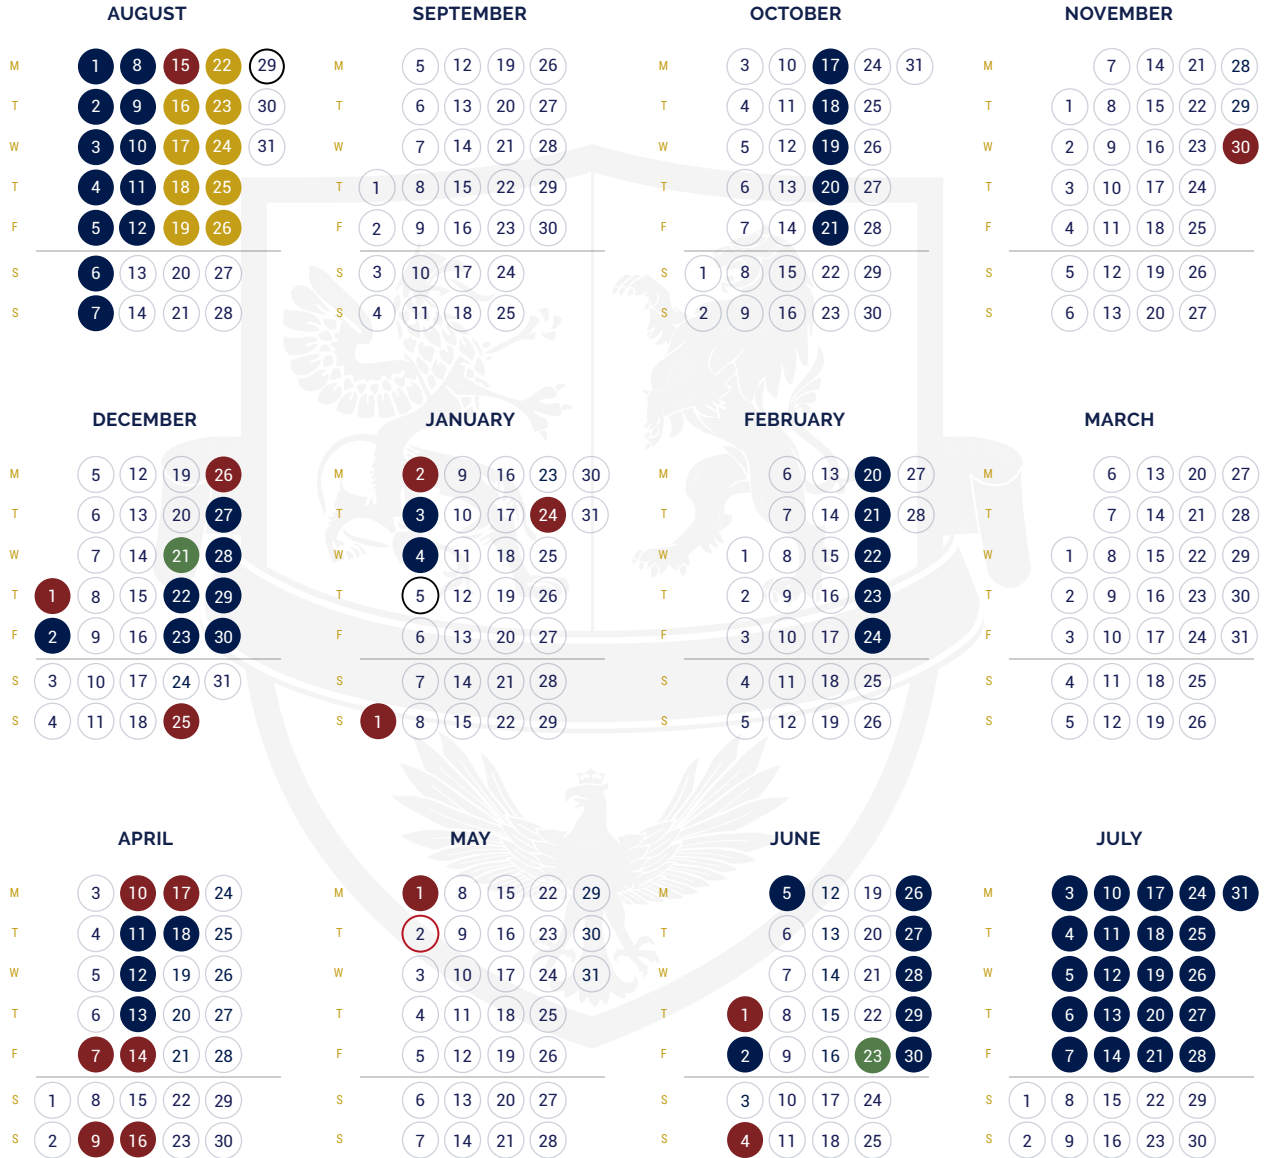 AUGUST SEPTEMBER OCTOBER NOVEMBER
M 1 8 15 22 29 M 5 12 19 26 M 3 10 17 24 31 M 7 14 21 28
T 2 9 16 23 30 T 6 13 20 27 T 4 11 18 25 T 1 8 15 22 29
W 3 10 17 24 31 W 7 14 21 28 W 5 12 19 26 W 2 9 16 23 30
T 4 11 18 25 T 1 8 15 22 29 T 6 13 20 27 T 3 10 17 24
F 5 12 19 26 F 2 9 16 23 30 F 7 14 21 28 F 4 11 18 25
S 6 13 20 27 S 3 10 17 24 S 1 8 15 22 29 S 5 12 19 26
S 7 14 21 28 S 4 11 18 25 S 2 9 16 23 30 S 6 13 20 27
DECEMBER JANUARY FEBRUARY MARCH
M 5 12 19 26 M 2 9 16 23 30 M 6 13 20 27 M 6 13 20 27
T 6 13 20 27 T 3 10 17 24 31 T 7 14 21 28 T 7 14 21 28
W 7 14 21 28 W 4 11 18 25 W 1 8 15 22 W 1 8 15 22 29
T 1 8 15 22 29 T 5 12 19 26 T 2 9 16 23 T 2 9 16 23 30
F 2 9 16 23 30 F 6 13 20 27 F 3 10 17 24 F 3 10 17 24 31
S 3 10 17 24 31 S 7 14 21 28 S 4 11 18 25 S 4 11 18 25
S 4 11 18 25 S 1 8 15 22 29 S 5 12 19 26 S 5 12 19 26
APRIL MAY JUNE JULY
M 3 10 17 24 M 1 8 15 22 29 M 5 12 19 26 M 3 10 17 24 31
T 4 11 18 25 T 2 9 16 23 30 T 6 13 20 27 T 4 11 18 25
W 5 12 19 26 W 3 10 17 24 31 W 7 14 21 28 W 5 12 19 26
T 6 13 20 27 T 4 11 18 25 T 1 8 15 22 29 T 6 13 20 27
F 7 14 21 28 F 5 12 19 26 F 2 9 16 23 30 F 7 14 21 28
S 1 8 15 22 29 S 6 13 20 27 S 3 10 17 24 S 1 8 15 22 29
S 2 9 16 23 30 S 7 14 21 28 S 4 11 18 25 S 2 9 16 23 30